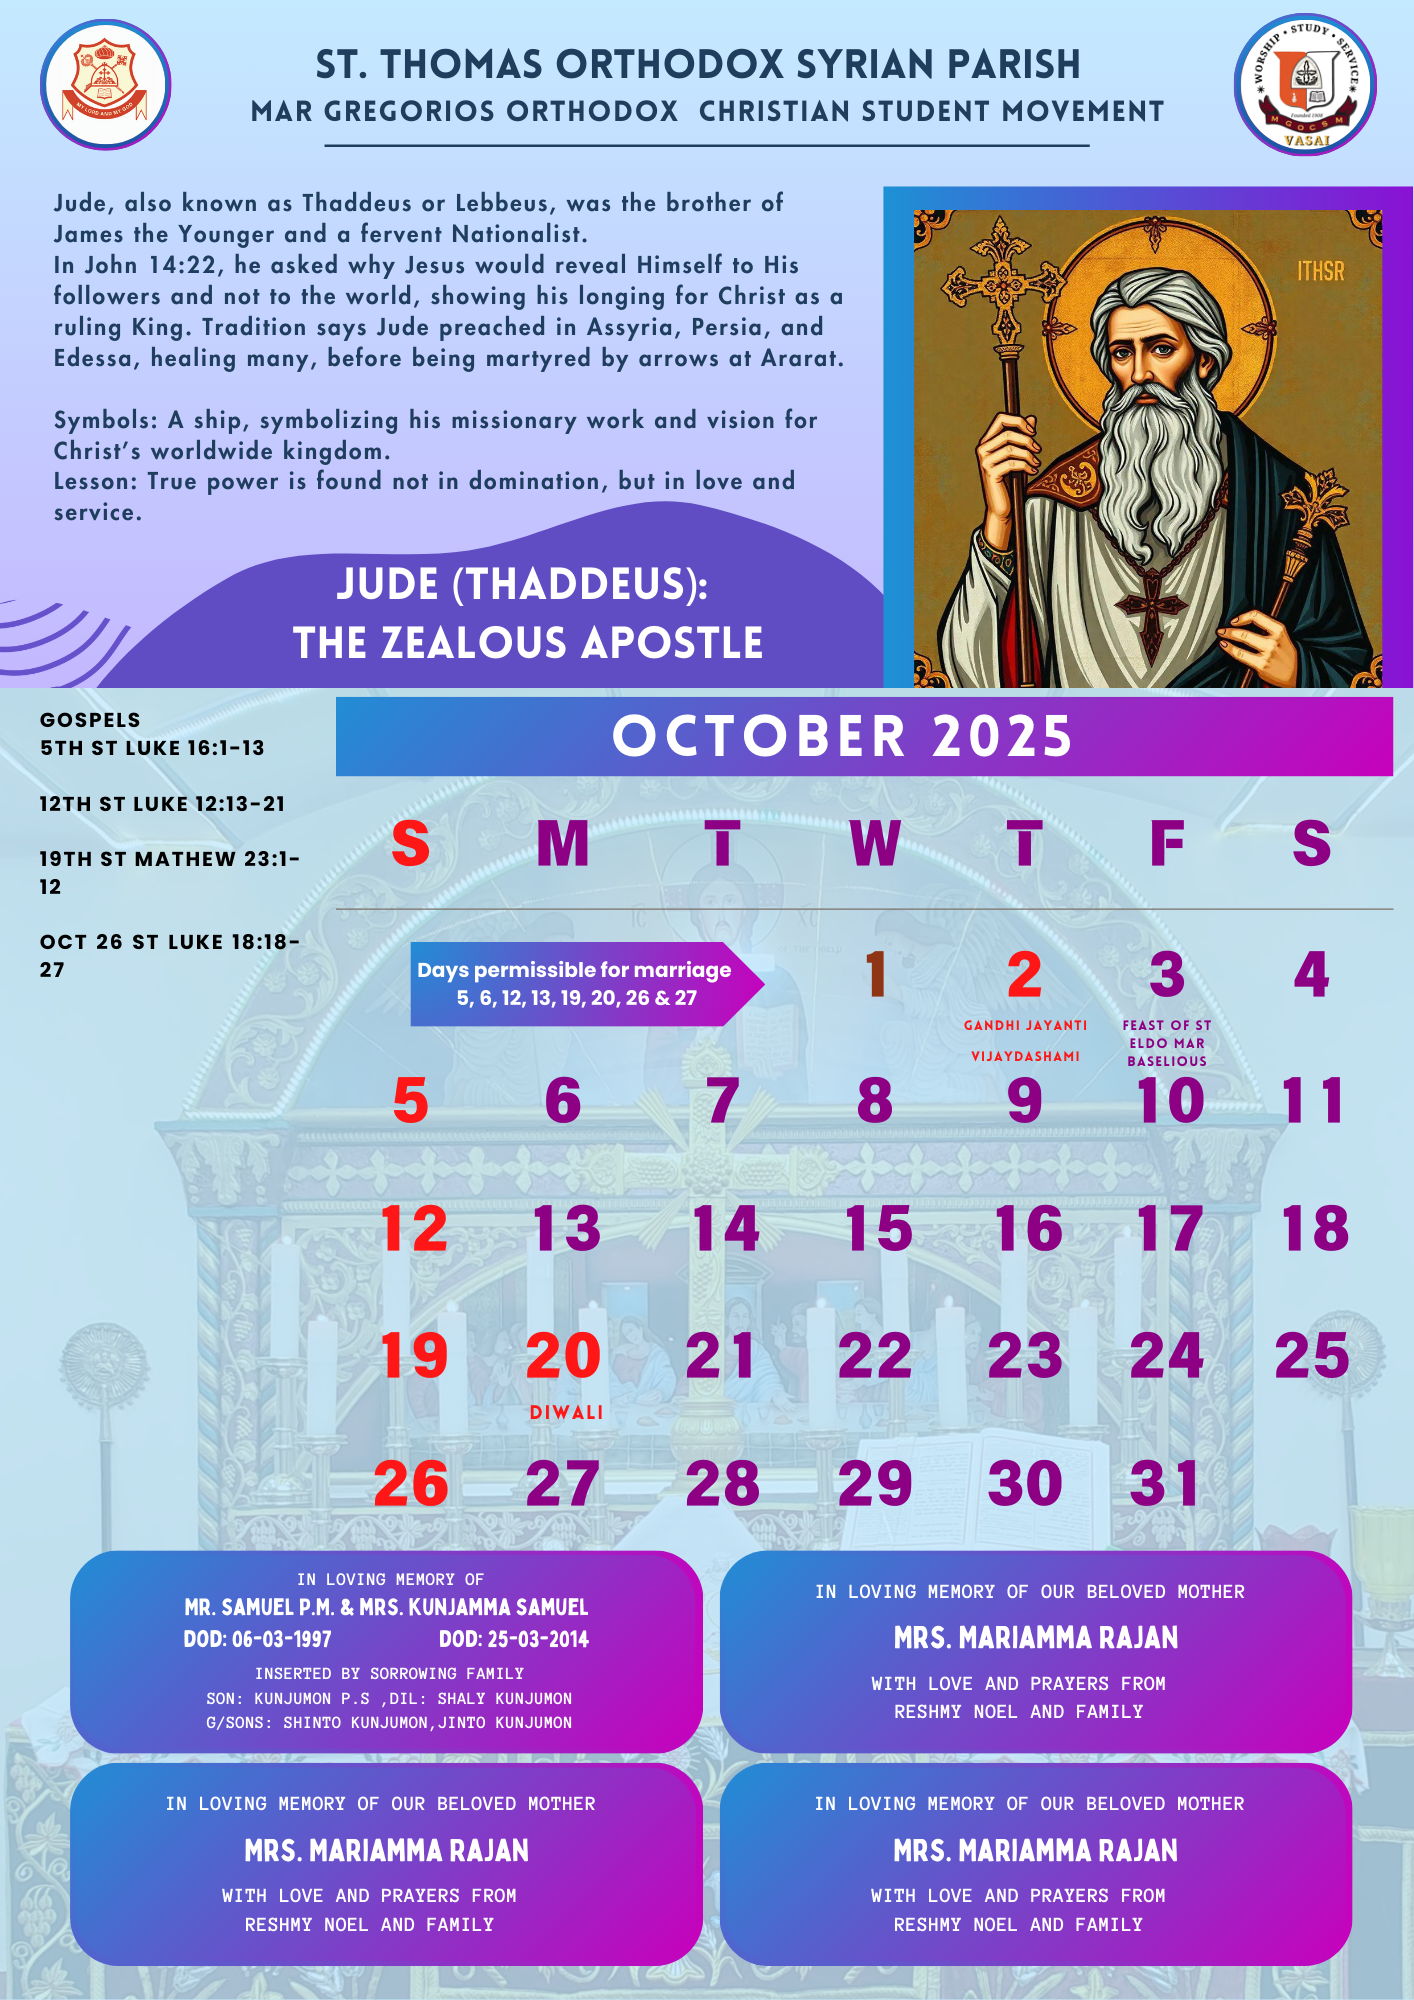 ST. THOMAS ORTHODOX SYRIAN PARISH
MAR GREGORIOS ORTHODOX CHRISTIAN STUDENT MOVEMENT
MY LORD AND MY GOD
WORSHIP • STUDY • SERVICE
Founded 1908
MGOCSM
VASAI
Jude, also known as Thaddeus or Lebbeus, was the brother of
James the Younger and a fervent Nationalist.
In John 14:22, he asked why Jesus would reveal Himself to His
followers and not to the world, showing his longing for Christ as a
ruling King. Tradition says Jude preached in Assyria, Persia, and
Edessa, healing many, before being martyred by arrows at Ararat.
Symbols: A ship, symbolizing his missionary work and vision for
Christ’s worldwide kingdom.
Lesson: True power is found not in domination, but in love and
service.
ITHSR
JUDE (THADDEUS):
THE ZEALOUS APOSTLE
GOSPELS
5TH ST LUKE 16:1-13
12TH ST LUKE 12:13-21
19TH ST MATHEW 23:1-
12
OCT 26 ST LUKE 18:18-
27
OCTOBER 2025
S M T W T F S
Days permissible for marriage
5, 6, 12, 13, 19, 20, 26 & 27
1 2 3 4
GANDHI JAYANTI
VIJAYDASHAMI
FEAST OF ST
ELDO MAR
BASELIOUS
5 6 7 8 9 10 11
12 13 14 15 16 17 18
19 20 21 22 23 24 25
DIWALI
26 27 28 29 30 31
IN LOVING MEMORY OF
MR. SAMUEL P.M. & MRS. KUNJAMMA SAMUEL
DOD: 06-03-1997 DOD: 25-03-2014
INSERTED BY SORROWING FAMILY
SON: KUNJUMON P.S ,DIL: SHALY KUNJUMON
G/SONS: SHINTO KUNJUMON,JINTO KUNJUMON
IN LOVING MEMORY OF OUR BELOVED MOTHER
MRS. MARIAMMA RAJAN
WITH LOVE AND PRAYERS FROM
RESHMY NOEL AND FAMILY
IN LOVING MEMORY OF OUR BELOVED MOTHER
MRS. MARIAMMA RAJAN
WITH LOVE AND PRAYERS FROM
RESHMY NOEL AND FAMILY
IN LOVING MEMORY OF OUR BELOVED MOTHER
MRS. MARIAMMA RAJAN
WITH LOVE AND PRAYERS FROM
RESHMY NOEL AND FAMILY